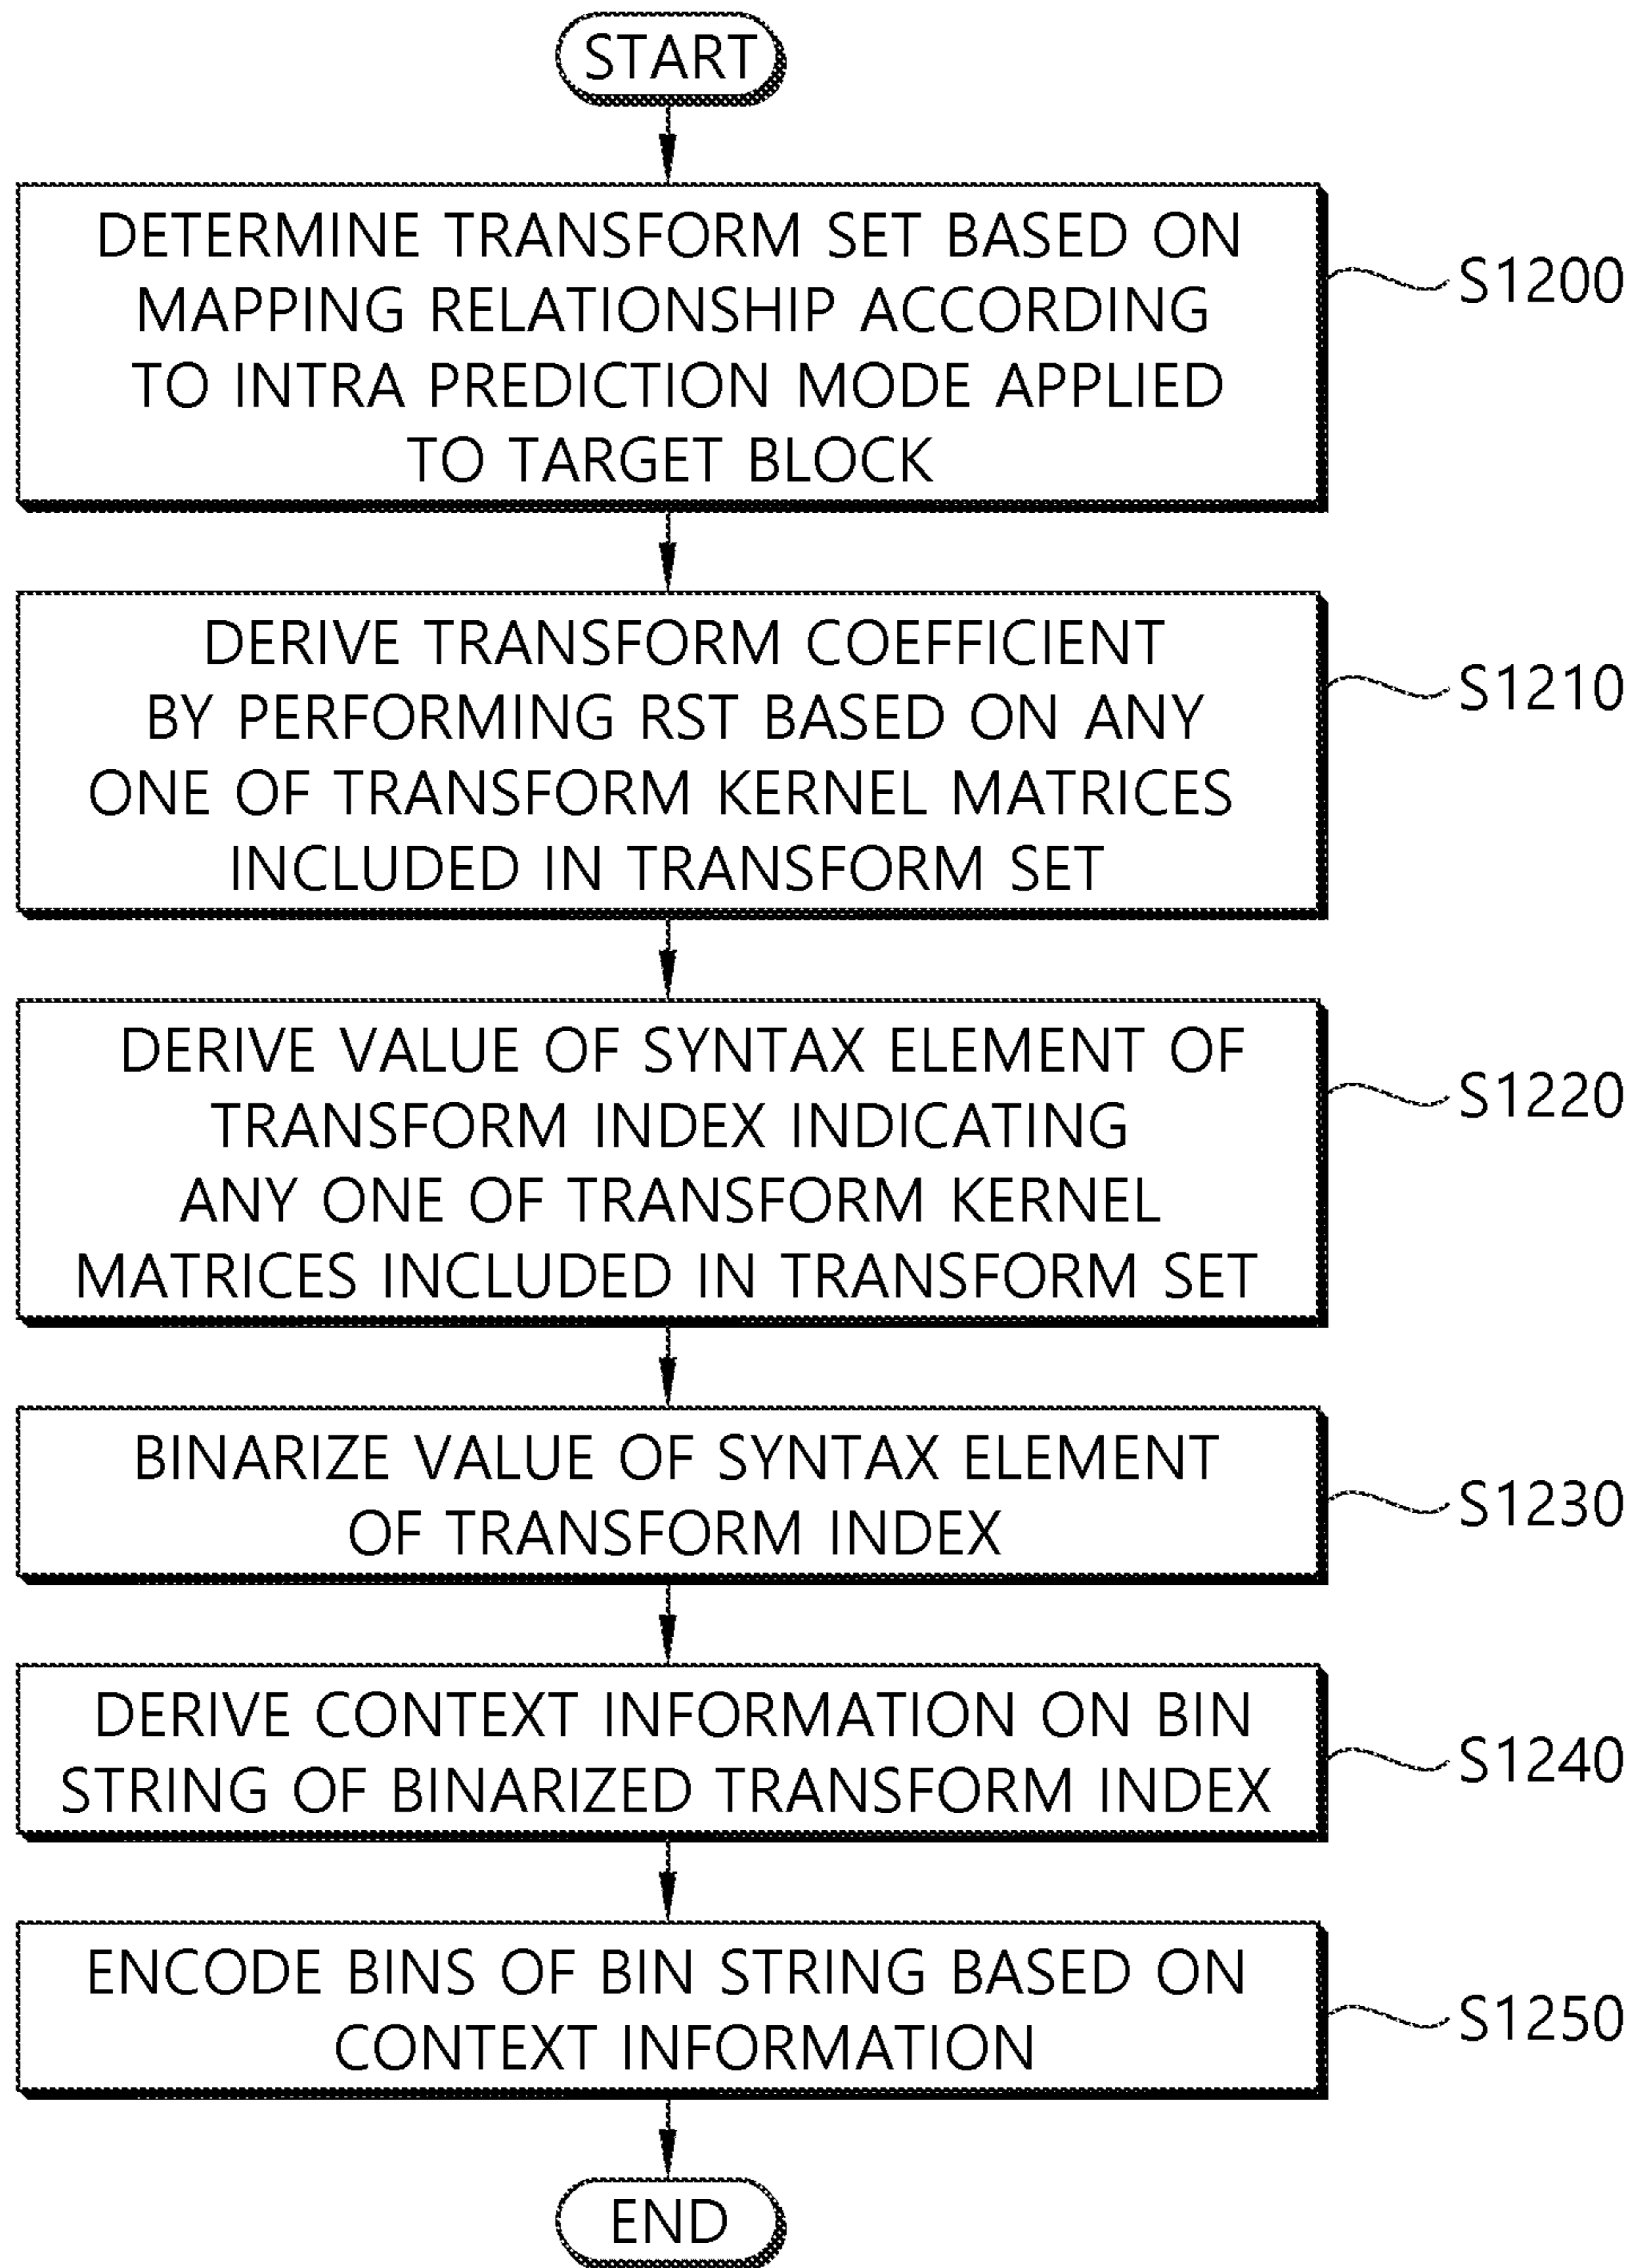 START
DETERMINE TRANSFORM SET BASED ON
MAPPING RELATIONSHIP ACCORDING
TO INTRA PREDICTION MODE APPLIED
TO TARGET BLOCK
S1200
DERIVE TRANSFORM COEFFICIENT
BY PERFORMING RST BASED ON ANY
ONE OF TRANSFORM KERNEL MATRICES
INCLUDED IN TRANSFORM SET
S1210
DERIVE VALUE OF SYNTAX ELEMENT OF
TRANSFORM INDEX INDICATING
ANY ONE OF TRANSFORM KERNEL
MATRICES INCLUDED IN TRANSFORM SET
S1220
BINARIZE VALUE OF SYNTAX ELEMENT
OF TRANSFORM INDEX
S1230
DERIVE CONTEXT INFORMATION ON BIN
STRING OF BINARIZED TRANSFORM INDEX
S1240
ENCODE BINS OF BIN STRING BASED ON
CONTEXT INFORMATION
S1250
END